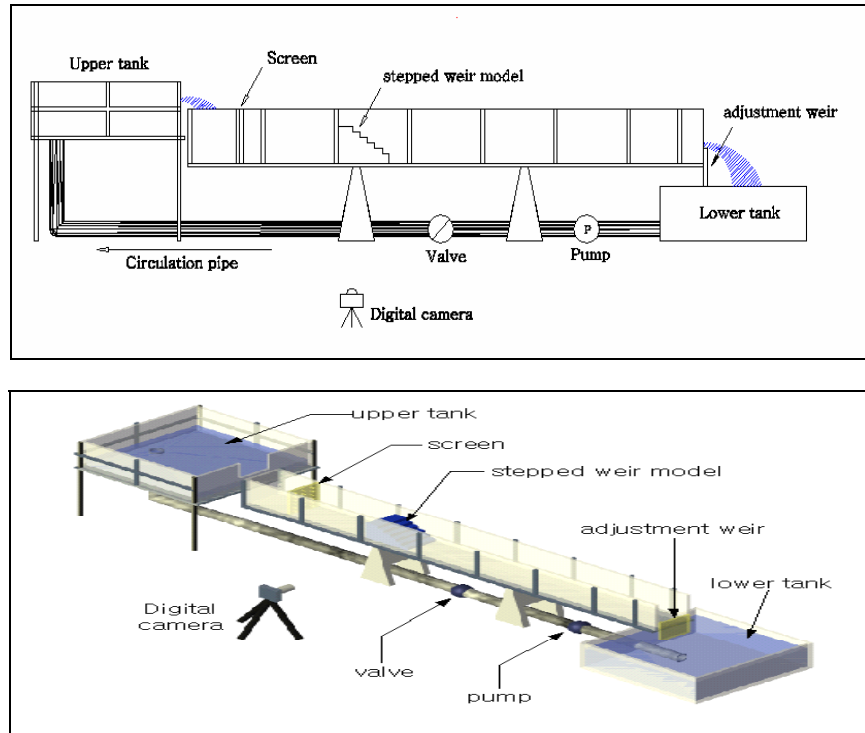 Upper tank
Screen
stepped weir model
adjustment weir
Lower tank
P
Valve
Pump
Circulation pipe
Digital camera
upper tank
screen
stepped weir model
adjustment weir
lower tank
Digital
camera
valve
pump